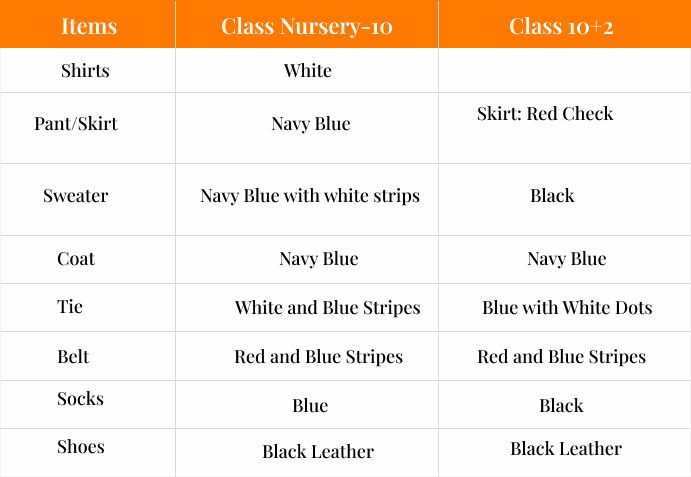 Items Class Nursery-10 Class 10+2
Shirts White
Pant/Skirt Navy Blue Skirt: Red Check
Sweater Navy Blue with white strips Black
Coat Navy Blue Navy Blue
Tie White and Blue Stripes Blue with White Dots
Belt Red and Blue Stripes Red and Blue Stripes
Socks Blue Black
Shoes Black Leather Black Leather